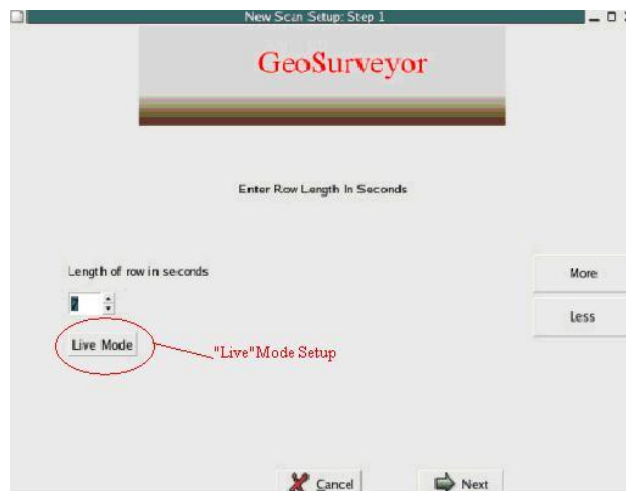 New Scan Setup: Step 1
GeoSurveyor
Enter Row Length In Seconds
Length of row in seconds
More
Less
Live Mode
"Live"Mode Setup
Cancel
Next